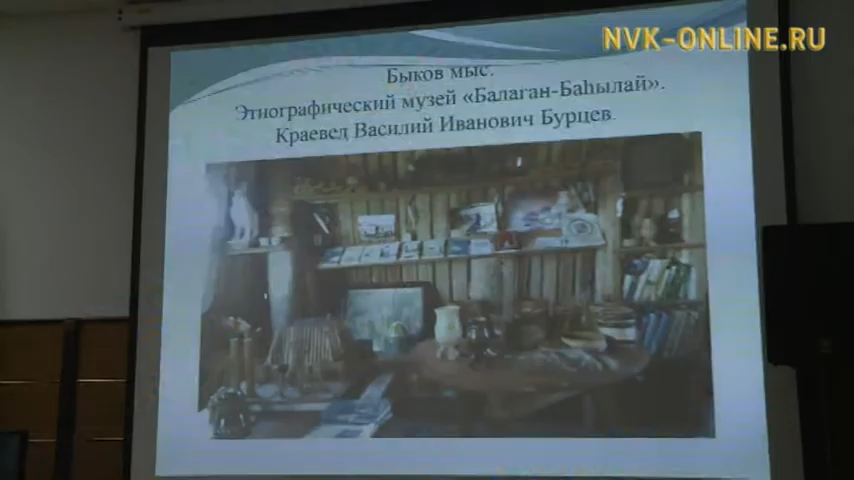 NVK-ONLINE.RU
Быков мыс.
Этнографический музей «Балаган-Баһылай».
Краевед Василий Иванович Бурцев.